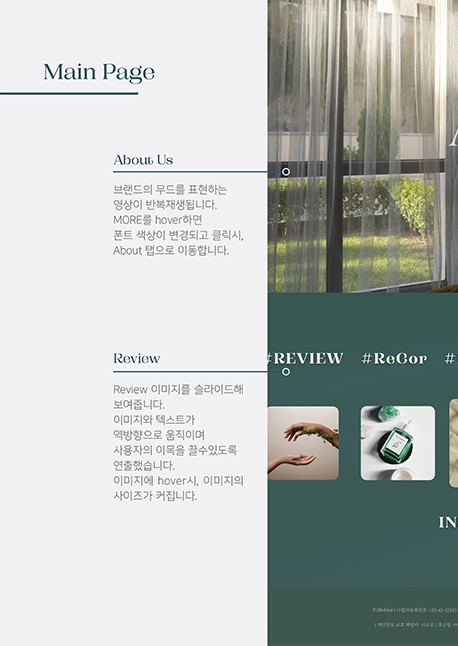 Main Page
About Us
브랜드의 무드를 표현하는
영상이 반복재생됩니다.
MORE를 hover하면
폰트 색상이 변경되고 클릭시,
About 탭으로 이동합니다.
Review
#REVIEW #ReCor #
Review 이미지를 슬라이드해
보여줍니다.
이미지와 텍스트가
역방향으로 움직이며
사용자의 이목을 끌수있도록
연출했습니다.
이미지에 hover시, 이미지의
사이즈가 커집니다.
IN